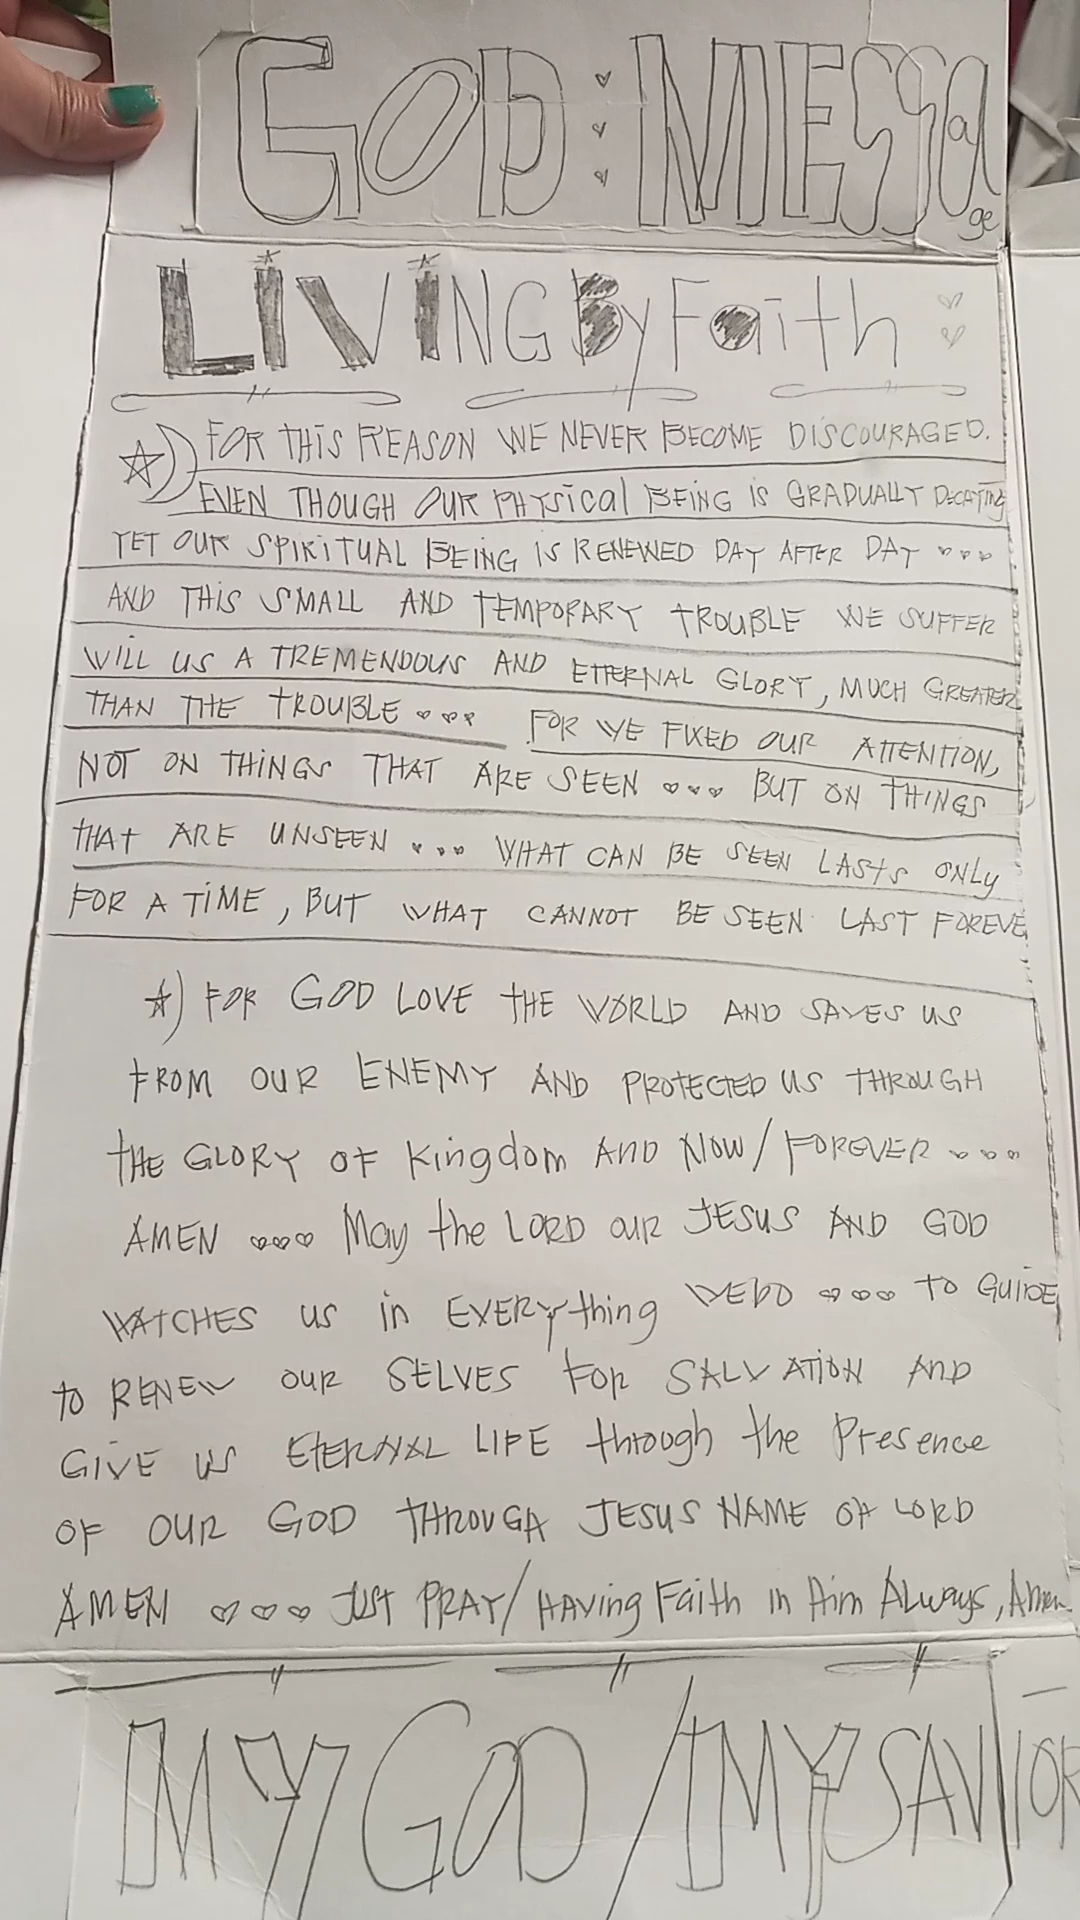 GOD: MESSage
LiViNG By Faith
FOR THiS REASON WE NEVER BECOME DISCOURAGED.
EVEN THOUGH OUR PHYSical BEING is GRADUALLY DECAYING
YET OUR SPIRITUAL BEING is RENEWED DAY AFTER DAY
AND THIS SMALL AND TEMPORARY TROUBLE WE SUFFER
WiLL US A TREMENDOUS AND ETERNAL GLORY, MUCH GREATER
THAN THE TROUBLE... FOR WE FIXED OUR ATTENTION,
NOT ON THINGS THAT ARE SEEN ... BUT ON THINGS
THAT ARE UNSEEN ... WHAT CAN BE SEEN LASTS ONLY
FOR A TIME, BUT WHAT CANNOT BE SEEN LAST FOREVE
FOR GOD LOVE THE WORLD AND SAVES US
FROM OUR ENEMY AND PROTECTED US THROUGH
THE GLORY OF Kingdom AND NOW/FOREVER ...
AMEN ... May the LORD our JESUS AND GOD
WATCHES us in EVERYthing WE DO ... TO GUIDE
TO RENEW OUR SELVES FOR SALVATION AND
GIVE US ETERNAL LIFE through the Presence
OF OUR GOD THROUGH JESUS NAME OF LORD
AMEN ... JUST PRAY/HAVing Faith in Him ALways, Amen
MY GOD/MY SAVIOR